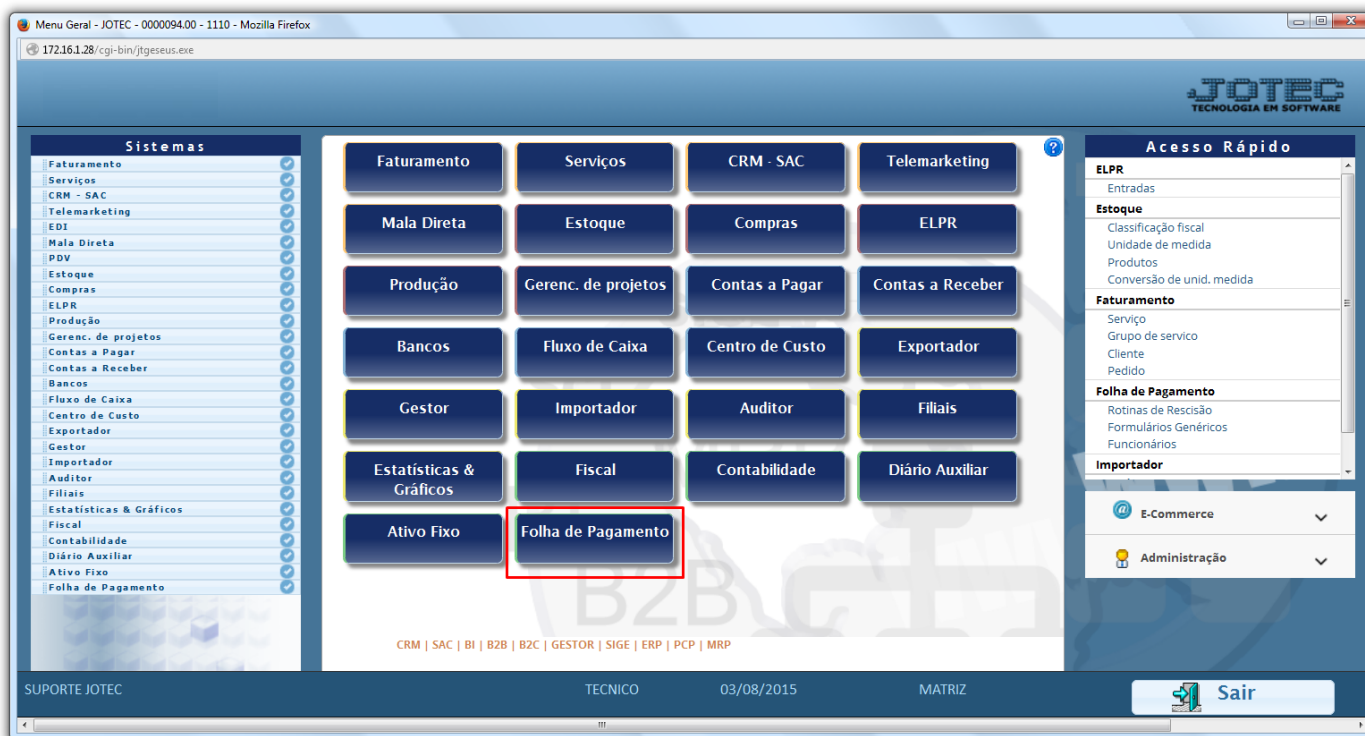 Menu Geral - JOTEC - 0000094.00 - 1110 - Mozilla Firefox
172.16.1.28/cgi-bin/jtgeseus.exe
JOTEC
TECNOLOGIA EM SOFTWARE
Sistemas
Faturamento
Serviços
CRM - SAC
Telemarketing
EDI
Mala Direta
PDV
Estoque
Compras
ELPR
Produção
Gerenc. de projetos
Contas a Pagar
Contas a Receber
Bancos
Fluxo de Caixa
Centro de Custo
Exportador
Gestor
Importador
Auditor
Filiais
Estatísticas & Gráficos
Fiscal
Contabilidade
Diário Auxiliar
Ativo Fixo
Folha de Pagamento
Faturamento
Serviços
CRM - SAC
Telemarketing
Mala Direta
Estoque
Compras
ELPR
Produção
Gerenc. de projetos
Contas a Pagar
Contas a Receber
Bancos
Fluxo de Caixa
Centro de Custo
Exportador
Gestor
Importador
Auditor
Filiais
Estatísticas &
Gráficos
Fiscal
Contabilidade
Diário Auxiliar
Ativo Fixo
Folha de Pagamento
B2B
CRM | SAC | BI | B2B | B2C | GESTOR | SIGE | ERP | PCP | MRP
?
Acesso Rápido
ELPR
Entradas
Estoque
Classificação fiscal
Unidade de medida
Produtos
Conversão de unid. medida
Faturamento
Serviço
Grupo de servico
Cliente
Pedido
Folha de Pagamento
Rotinas de Rescisão
Formulários Genéricos
Funcionários
Importador
@ E-Commerce
Administração
SUPORTE JOTEC
TECNICO
03/08/2015
MATRIZ
Sair